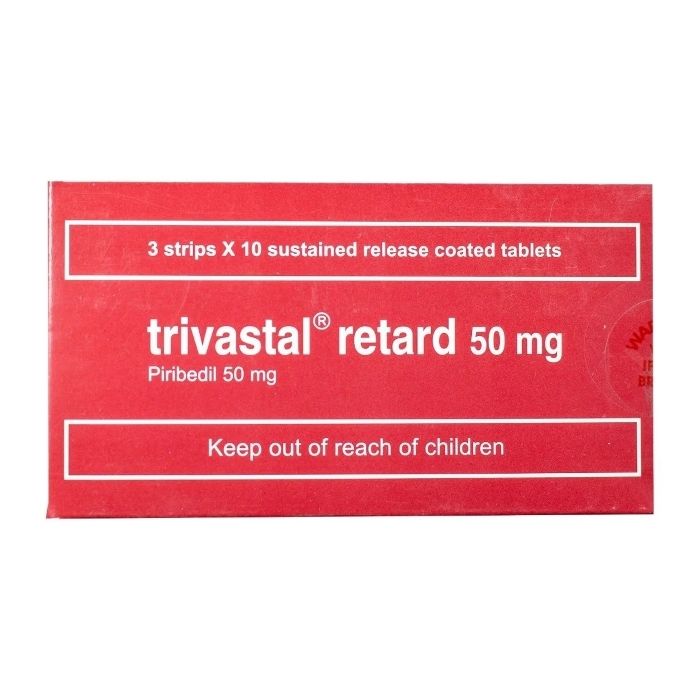 3 strips X 10 sustained release coated tablets
trivastal® retard 50 mg
Piribedil 50 mg
Keep out of reach of children